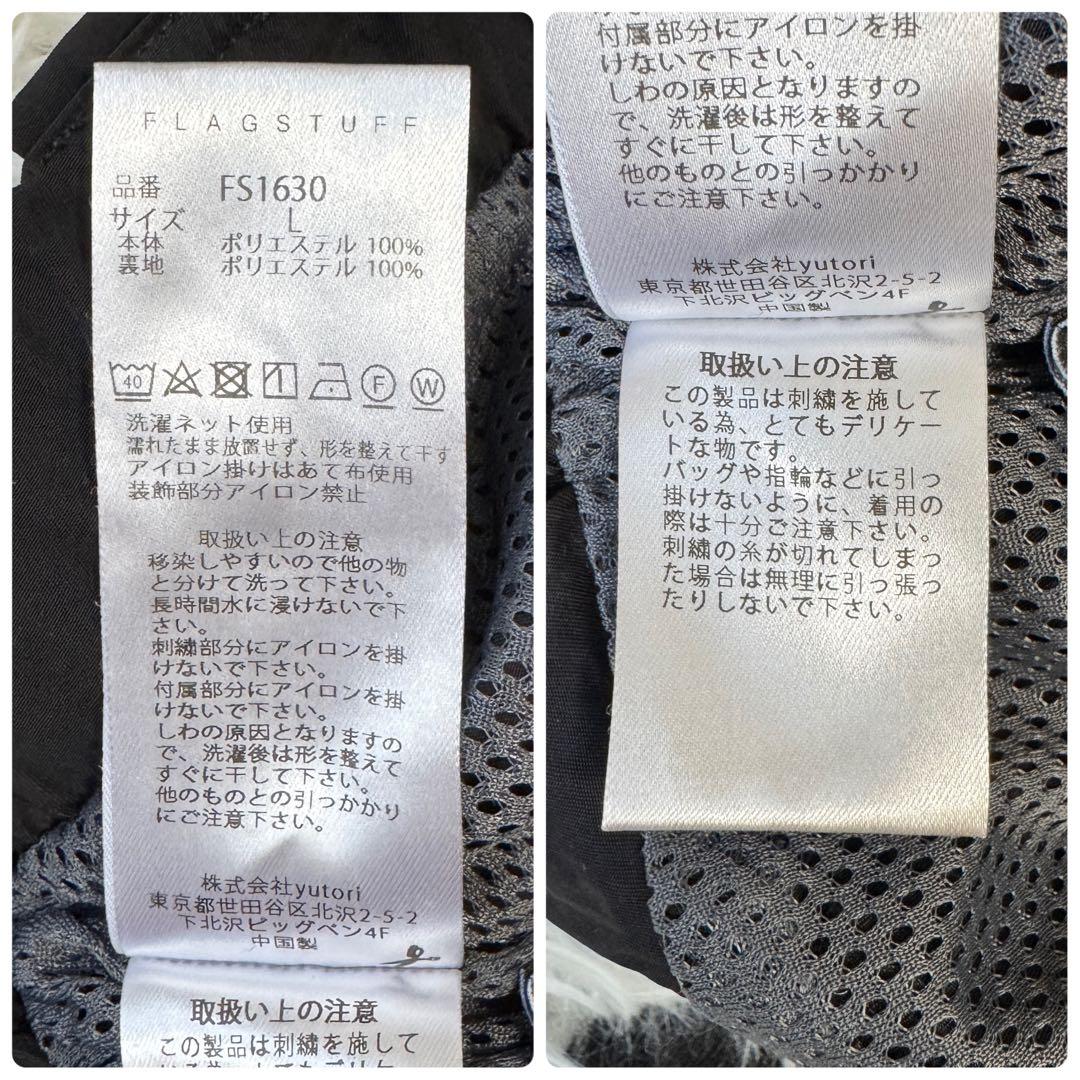 FLAGSTUFF
品番 FS1630
サイズ L
本体 ポリエステル 100%
裏地 ポリエステル 100%
40 F W
洗濯ネット使用
濡れたまま放置せず、形を整えて干す
アイロン掛けはあて布使用
装飾部分アイロン禁止
取扱い上の注意
移染しやすいので他の物
と分けて洗って下さい。
長時間水に浸けないで下
さい。
刺繍部分にアイロンを掛
けないで下さい。
付属部分にアイロンを掛
けないで下さい。
しわの原因となりますの
で、洗濯後は形を整えて
すぐに干して下さい。
他のものとの引っかかり
にご注意下さい。
株式会社yutori
東京都世田谷区北沢2-5-2
下北沢ビッグベン4F
中国製
取扱い上の注意
この製品は刺繍を施して
付属部分にアイロンを掛
けないで下さい。
しわの原因となりますの
で、洗濯後は形を整えて
すぐに干して下さい。
他のものとの引っかかり
にご注意下さい。
株式会社yutori
東京都世田谷区北沢2-5-2
下北沢ビッグベン4F
中国製
取扱い上の注意
この製品は刺繍を施して
いる為、とてもデリケー
トな物です。
バッグや指輪などに引っ
掛けないように、着用の
際は十分ご注意下さい。
刺繍の糸が切れてしまっ
た場合は無理に引っ張っ
たりしないで下さい。